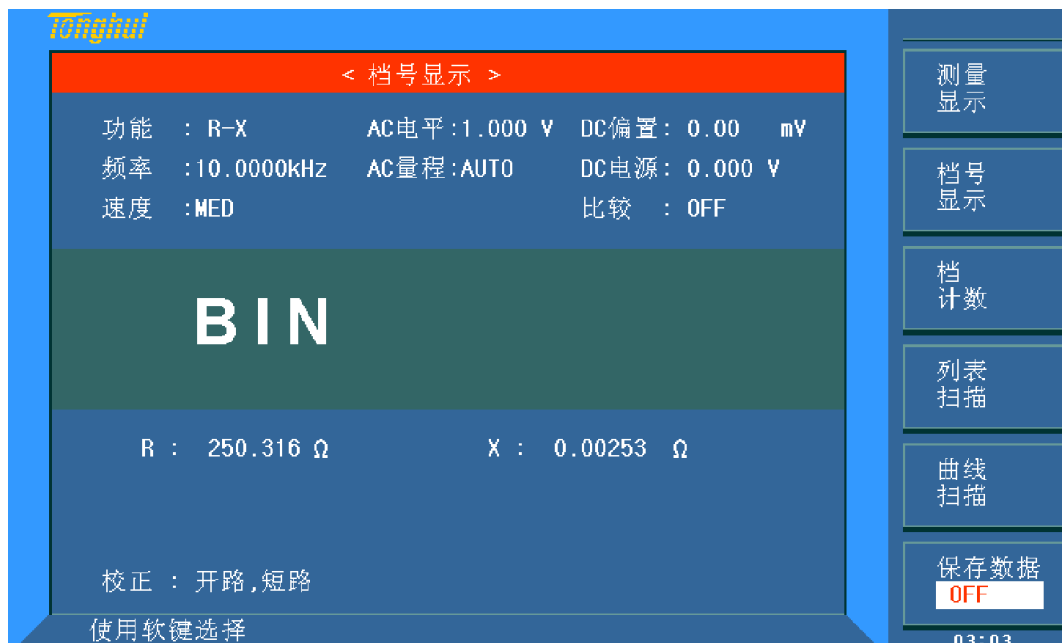 Tonghui
< 档号显示 >
功能 : R-X AC电平:1.000 V DC偏置: 0.00 mV
频率 :10.0000kHz AC量程:AUTO DC电源: 0.000 V
速度 :MED 比较 : OFF
BIN
R : 250.316 Ω X : 0.00253 Ω
校正 : 开路,短路
使用软键选择
测量
显示
档号
显示
档
计数
列表
扫描
曲线
扫描
保存数据
OFF
03:03